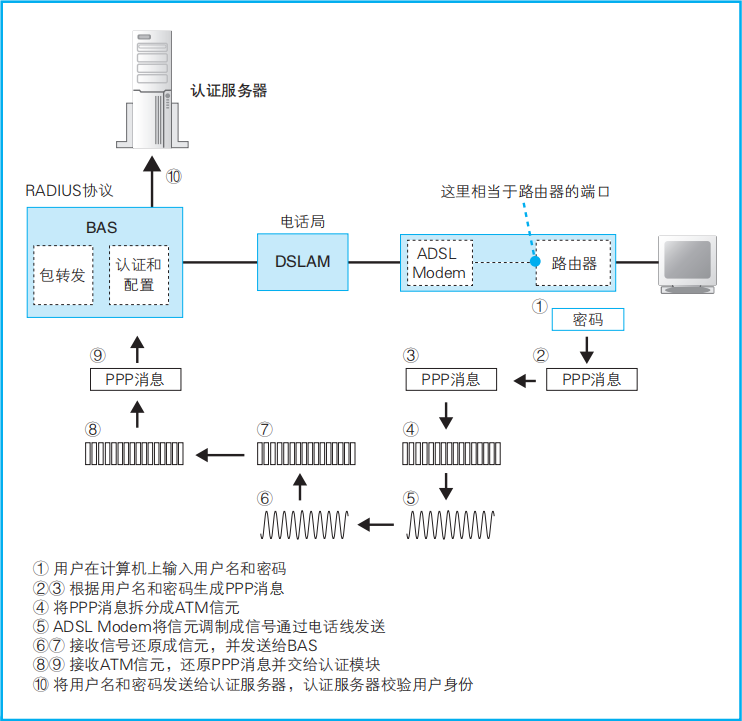 认证服务器
⑩
RADIUS协议
这里相当于路由器的端口
BAS
电话局
包转发
认证和
配置
DSLAM
ADSL
Modem
路由器
①
密码
⑨
PPP消息
③
PPP消息
②
PPP消息
⑧
⑦
④
⑥
⑤
① 用户在计算机上输入用户名和密码
②③ 根据用户名和密码生成PPP消息
④ 将PPP消息拆分成ATM信元
⑤ ADSL Modem将信元调制成信号通过电话线发送
⑥⑦ 接收信号还原成信元，并发送给BAS
⑧⑨ 接收ATM信元，还原PPP消息并交给认证模块
⑩ 将用户名和密码发送给认证服务器，认证服务器校验用户身份